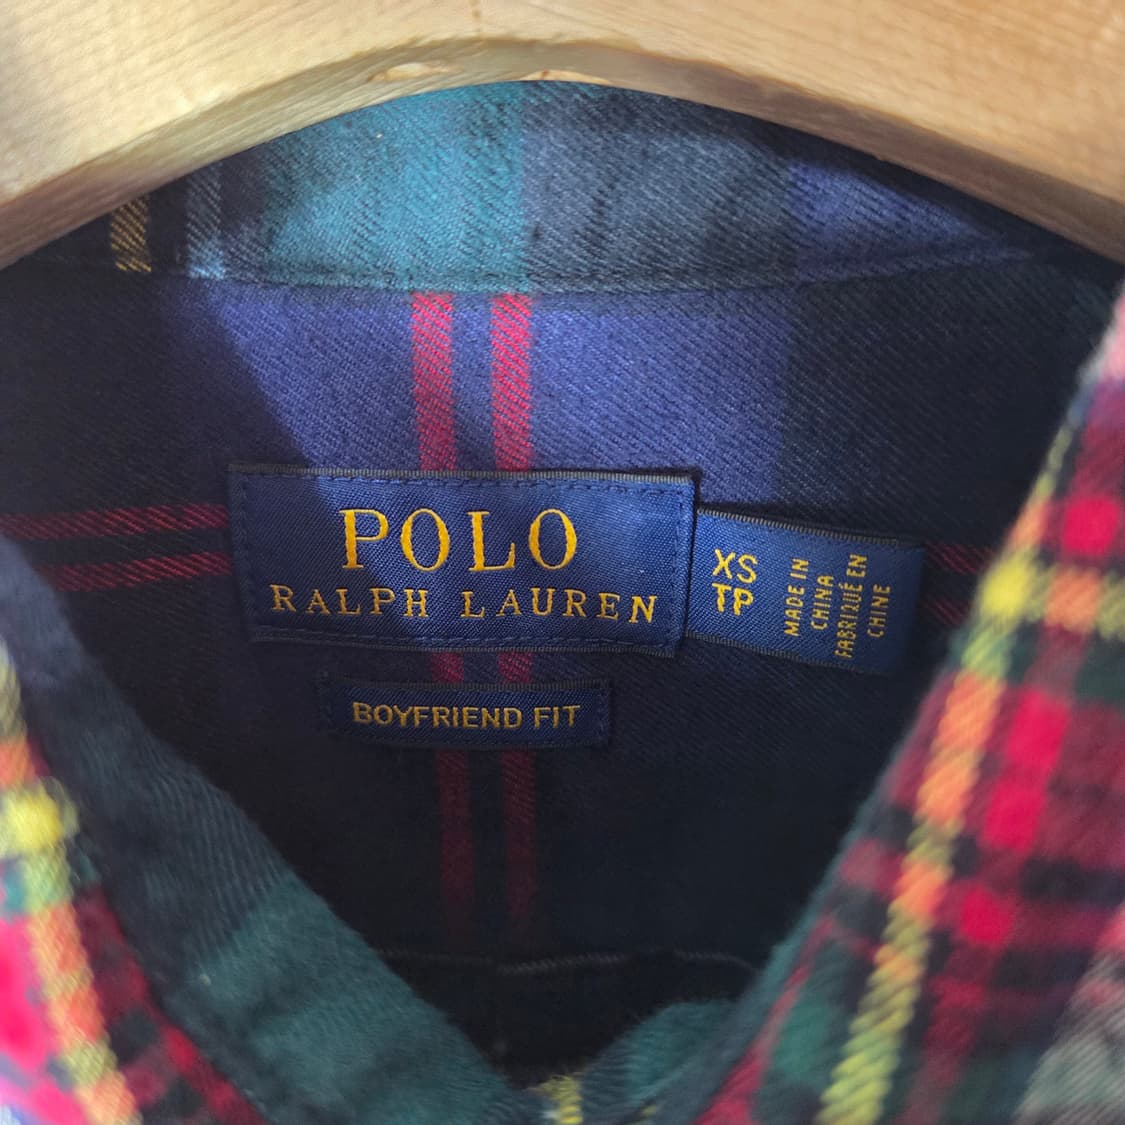 POLO
RALPH LAUREN
XS
TP
MADE IN
CHINA
FABRIQUÉ EN
CHINE
BOYFRIEND FIT